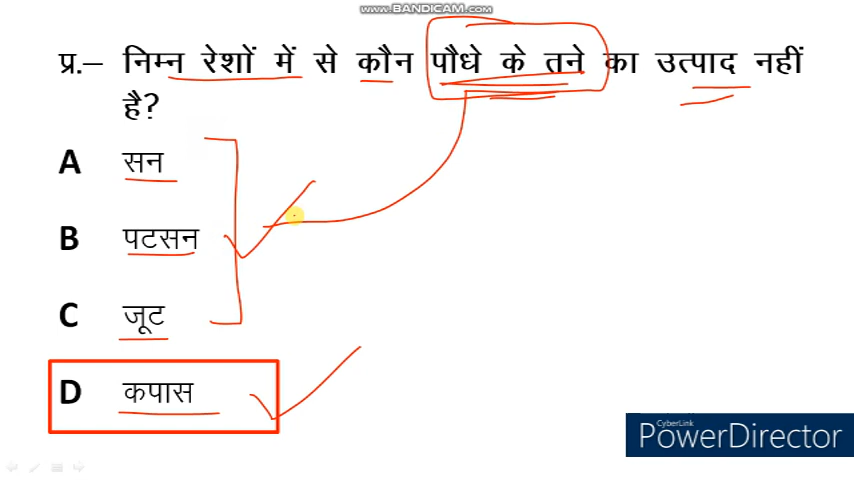 www.BANDICAM.com
प्र.– निम्न रेशों में से कौन पौधे के तने का उत्पाद नहीं
है?
A सन
B पटसन
C जूट
D कपास
CyberLink
PowerDirector